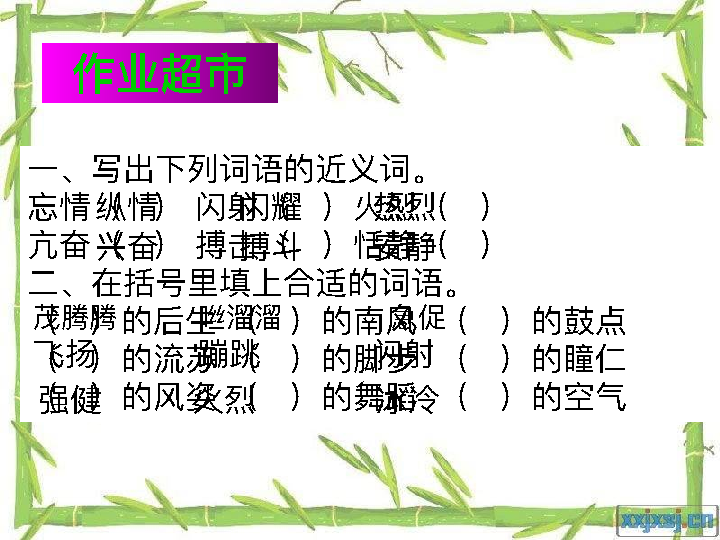 作业超市
一、写出下列词语的近义词。
忘情（纵情） 闪射（闪耀） 火烈（热烈）
亢奋（兴奋） 搏击（搏斗） 恬静（安静）
二、在括号里填上合适的词语。
（茂腾腾）的后生 （丝溜溜）的南风 （急促）的鼓点
（飞扬）的流苏 （蹦跳）的脚步 （闪射）的瞳仁
（强健）的风姿 （火烈）的舞蹈 （冰冷）的空气
xxjxsj.cn